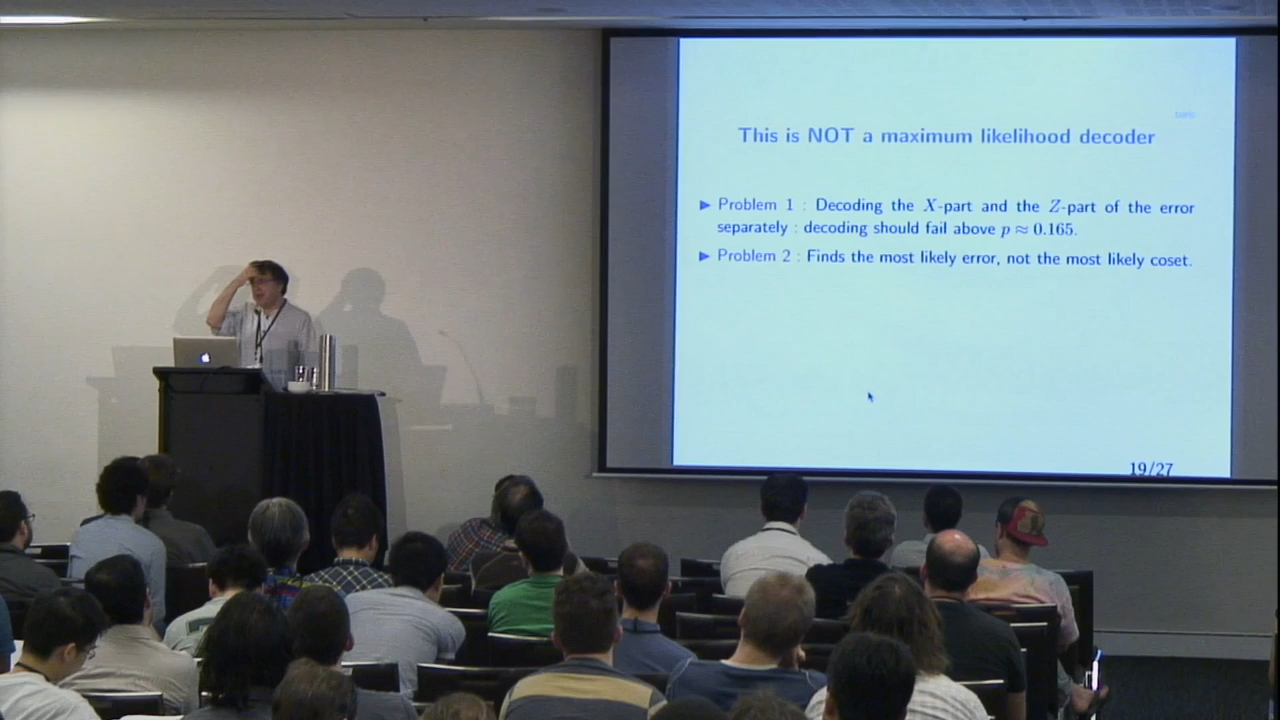 This is NOT a maximum likelihood decoder
▶ Problem 1 : Decoding the X-part and the Z-part of the error
separately : decoding should fail above p ≈ 0.165.
▶ Problem 2 : Finds the most likely error, not the most likely coset.
19/27